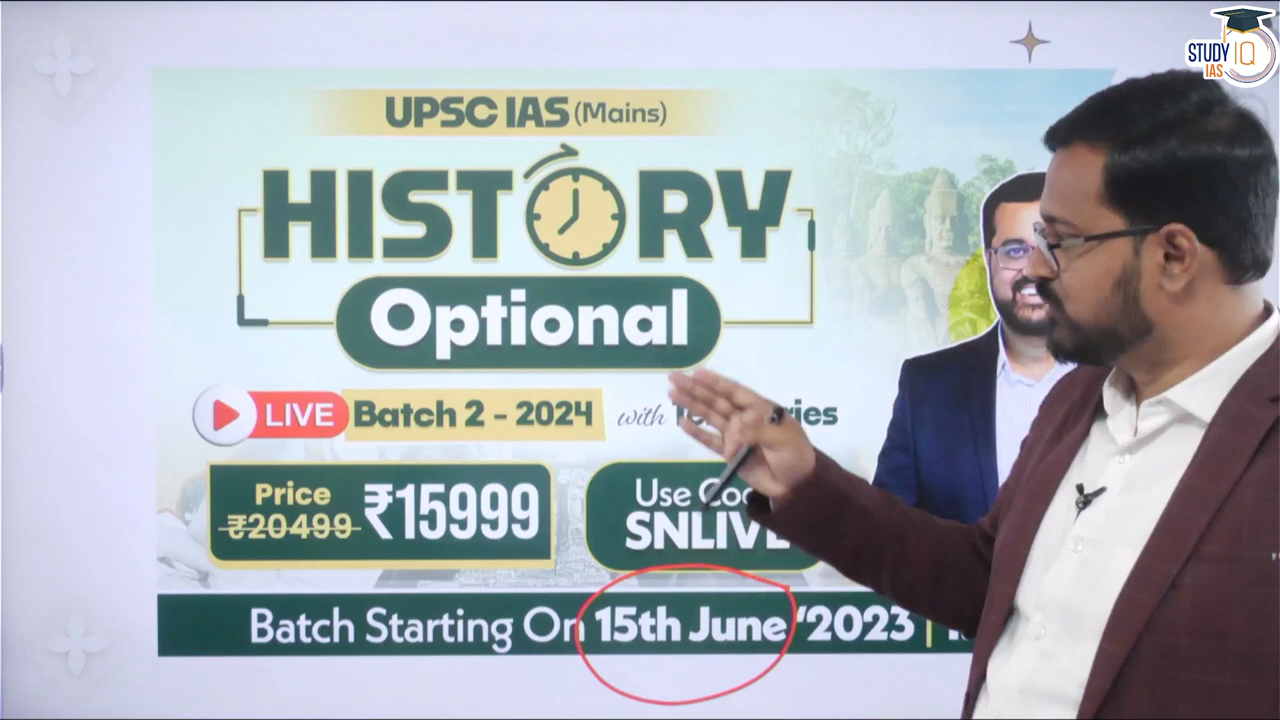 STUDY IQ
IAS
UPSC IAS (Mains)
HISTORY
Optional
LIVE Batch 2 - 2024 with
Price
₹20499 ₹15999
Use
SNLIVE
Batch Starting On 15th June '2023 |